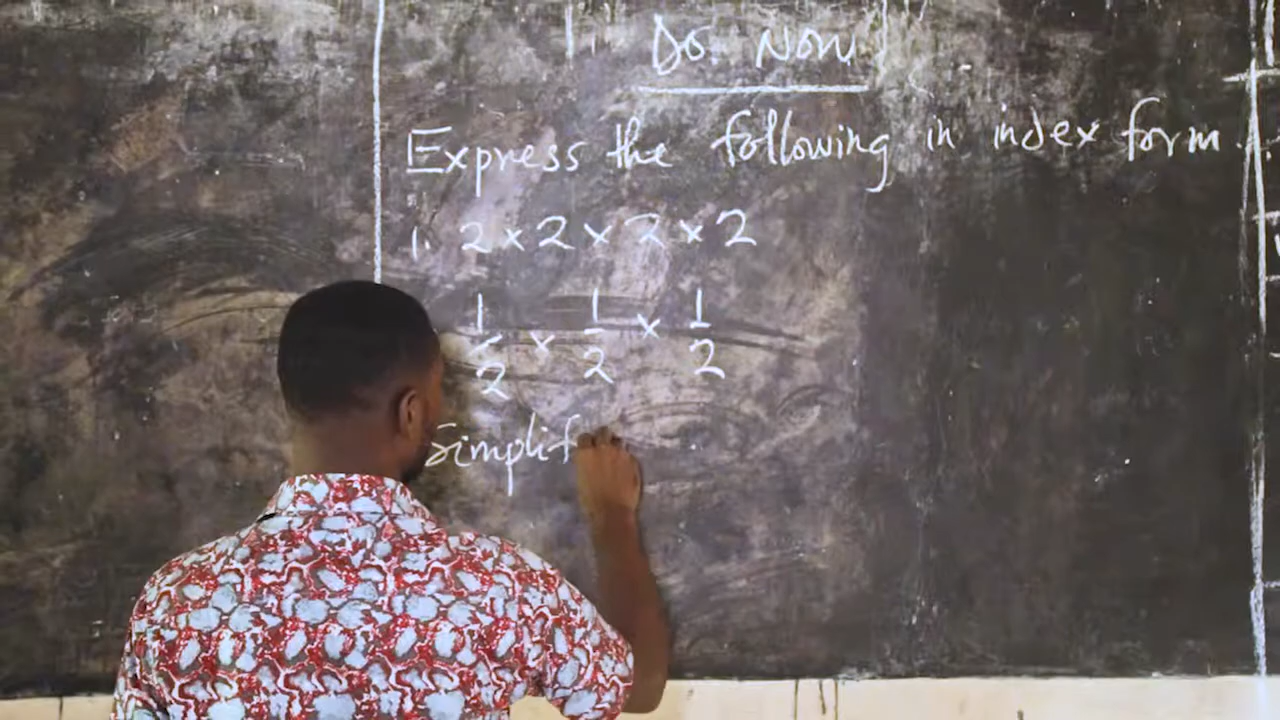 Do Now
Express the following in index form.
1. 2 x 2 x 2 x 2
1/2 x 1/2 x 1/2
Simplif